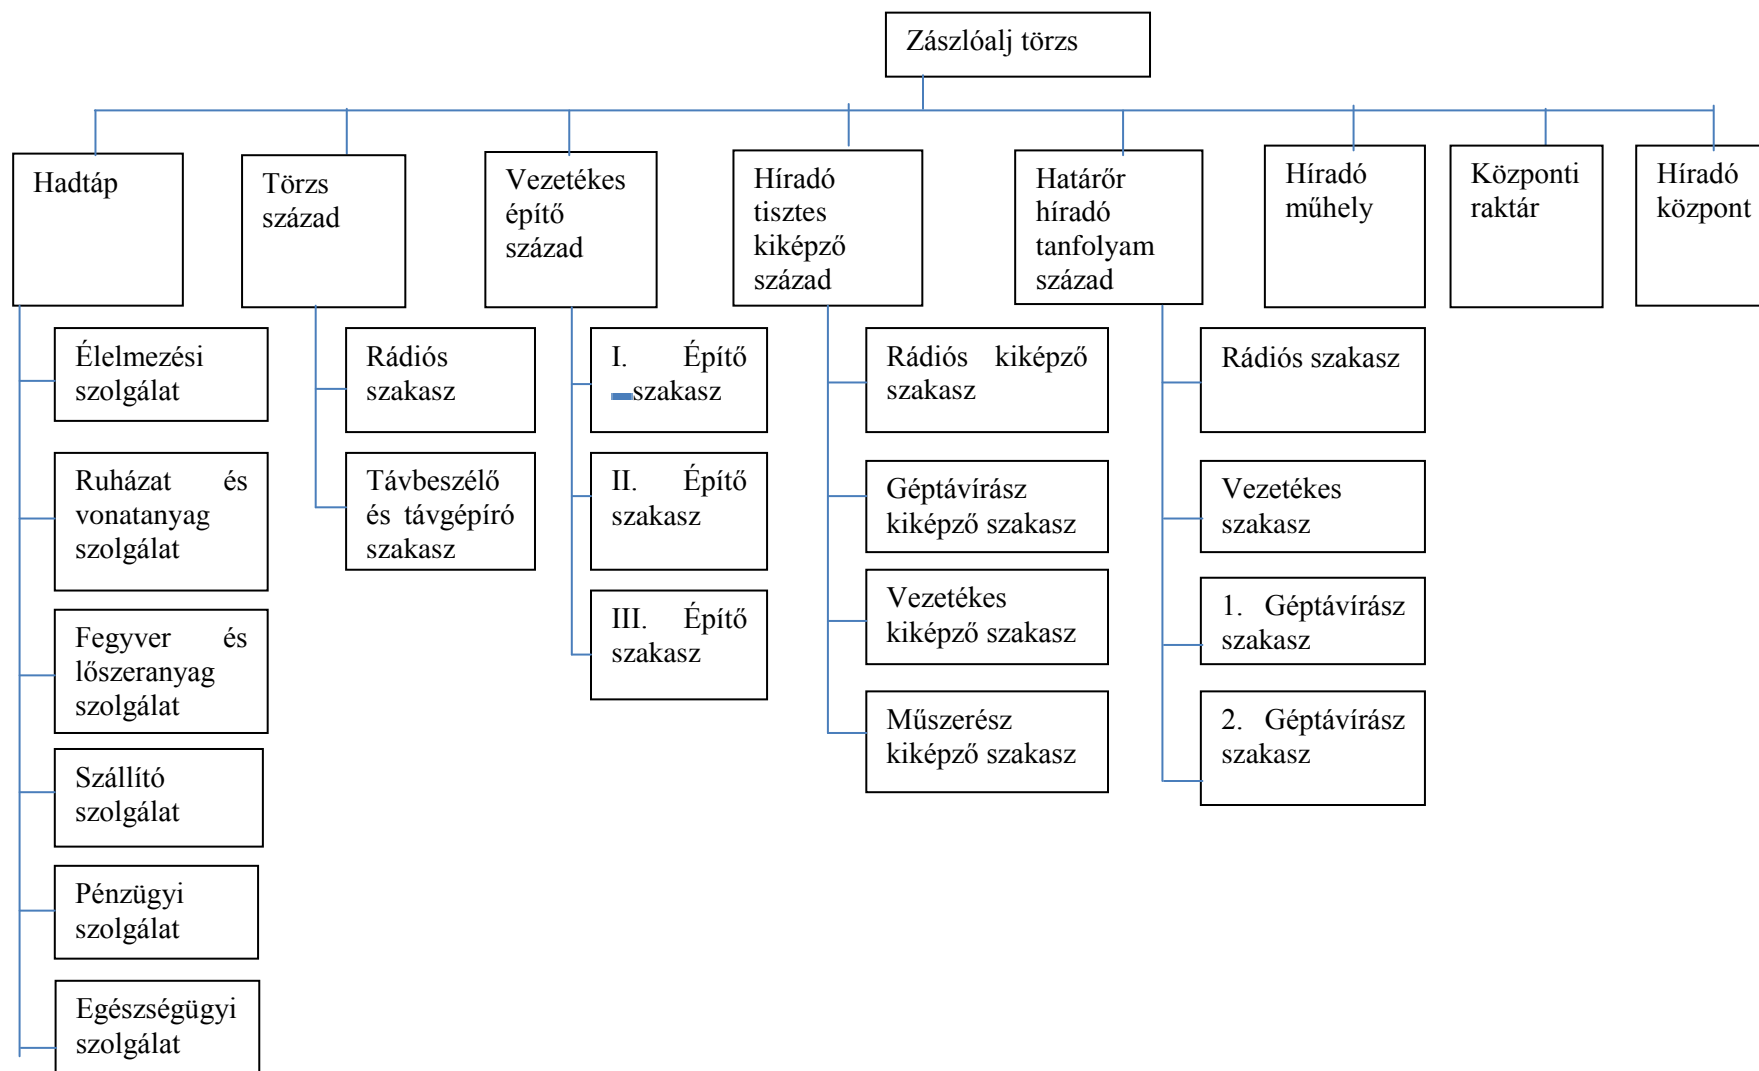 Zászlóalj törzs
Hadtáp
Törzs
század
Vezetékes
építő
század
Híradó
tisztes
kiképző
század
Határőr
híradó
tanfolyam
század
Híradó
műhely
Központi
raktár
Híradó
központ
Élelmezési
szolgálat
Ruházat és
vonatanyag
szolgálat
Fegyver és
lőszeranyag
szolgálat
Szállító
szolgálat
Pénzügyi
szolgálat
Egészségügyi
szolgálat
Rádiós
szakasz
Távbeszélő
és távgépíró
szakasz
I. Építő
szakasz
II. Építő
szakasz
III. Építő
szakasz
Rádiós kiképző
szakasz
Géptávírász
kiképző szakasz
Vezetékes
kiképző szakasz
Műszerész
kiképző szakasz
Rádiós szakasz
Vezetékes
szakasz
1. Géptávírász
szakasz
2. Géptávírász
szakasz